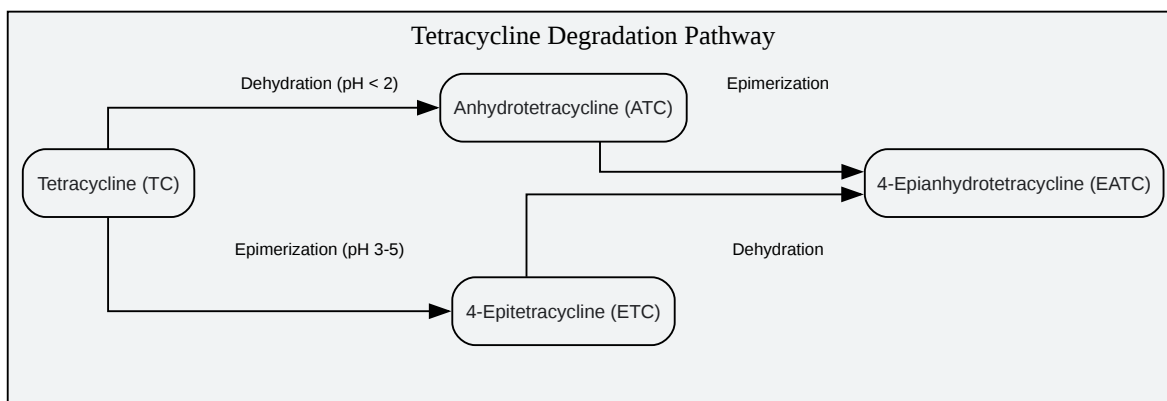 Tetracycline Degradation Pathway
Dehydration (pH < 2)
Epimerization
Anhydrotetracycline (ATC)
Tetracycline (TC)
4-Epianhydrotetracycline (EATC)
Epimerization (pH 3-5)
Dehydration
4-Epitetracycline (ETC)